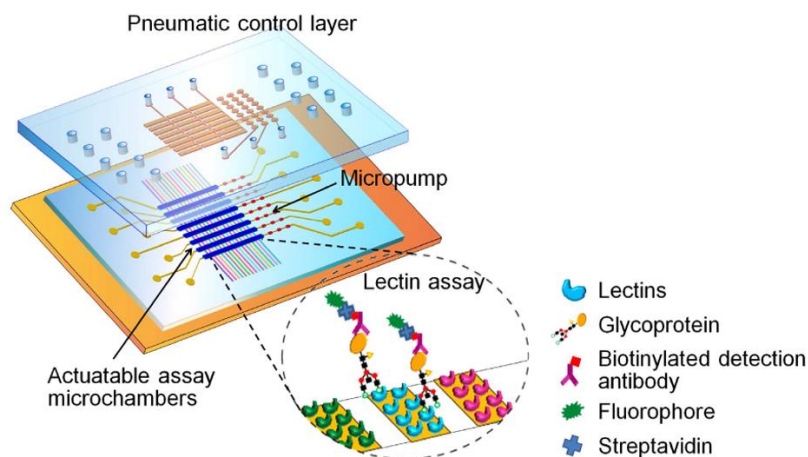 Pneumatic control layer
Micropump
Lectin assay
Actuatable assay
microchambers
Lectins
Glycoprotein
Biotinylated detection
antibody
Fluorophore
Streptavidin